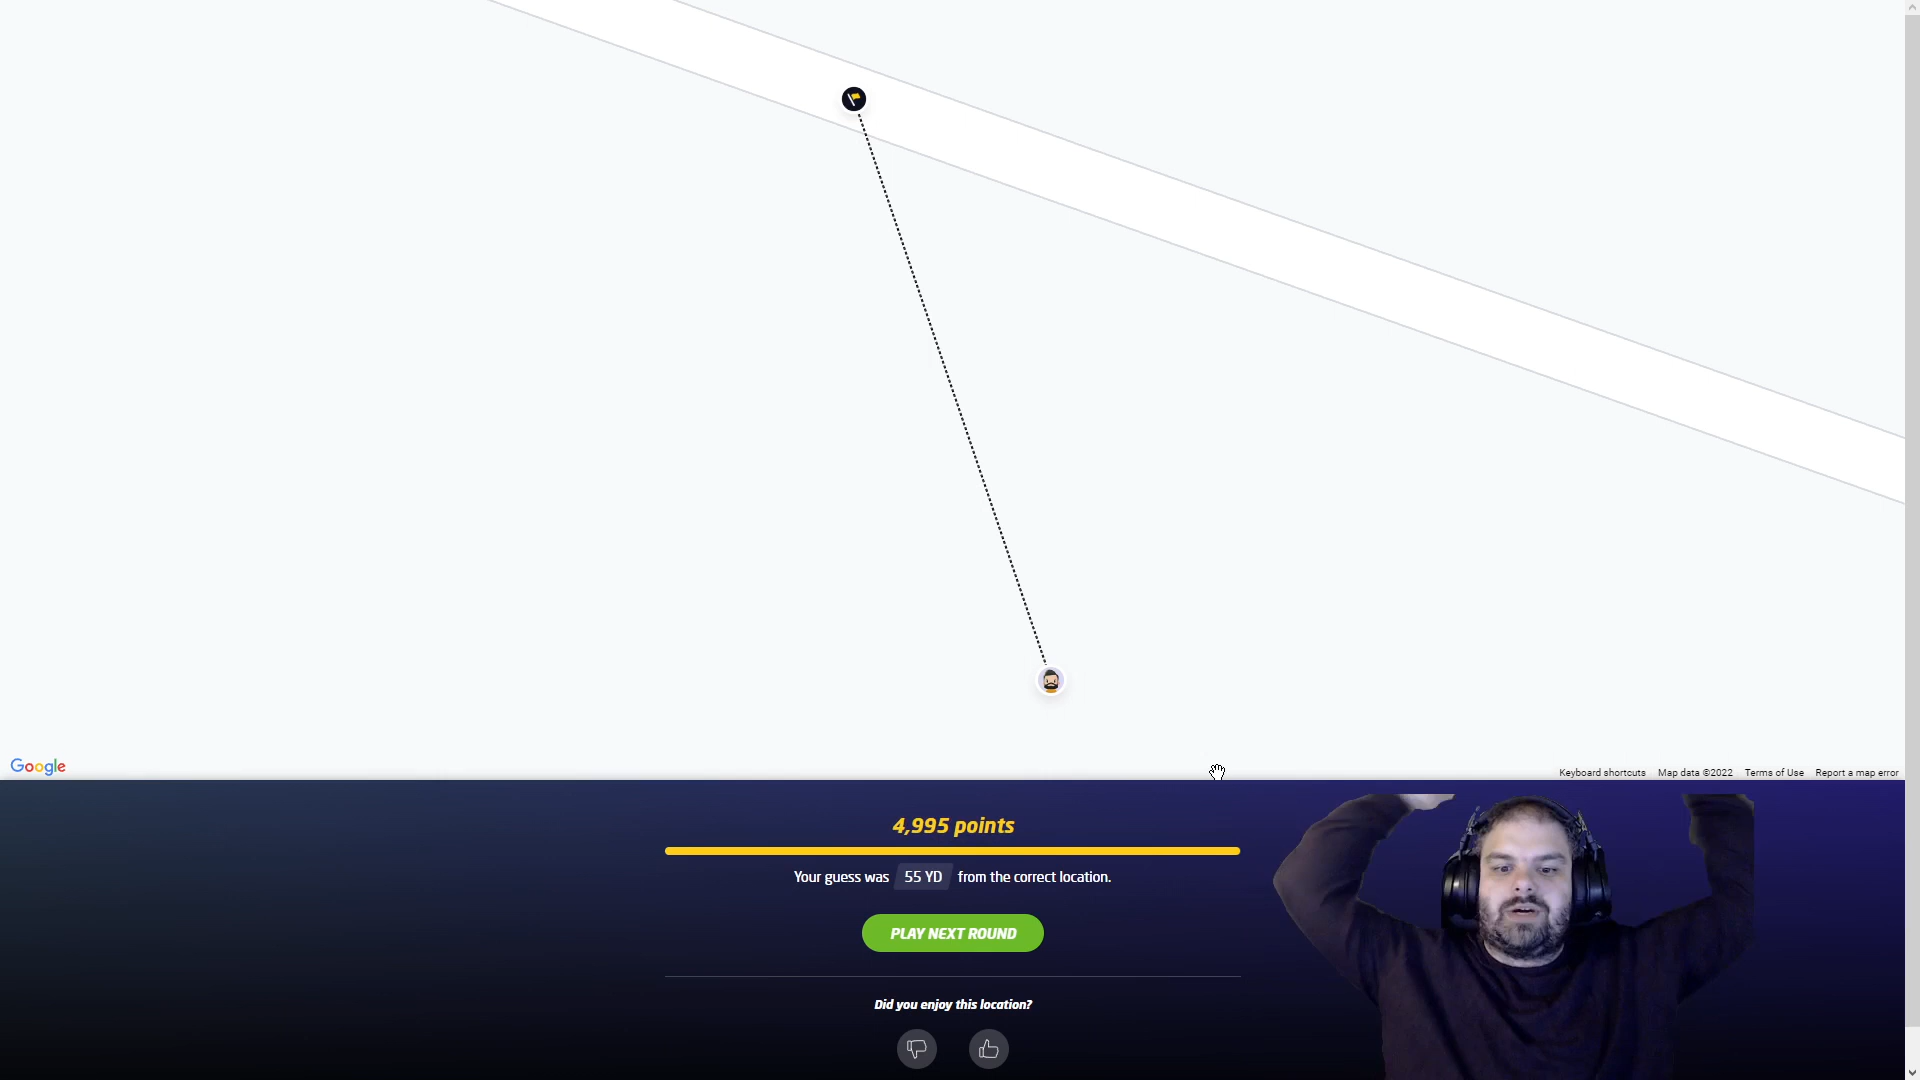 Google
Keyboard shortcuts Map data ©2022 Terms of Use Report a map error
4,995 points
Your guess was 55 YD from the correct location.
PLAY NEXT ROUND
Did you enjoy this location?